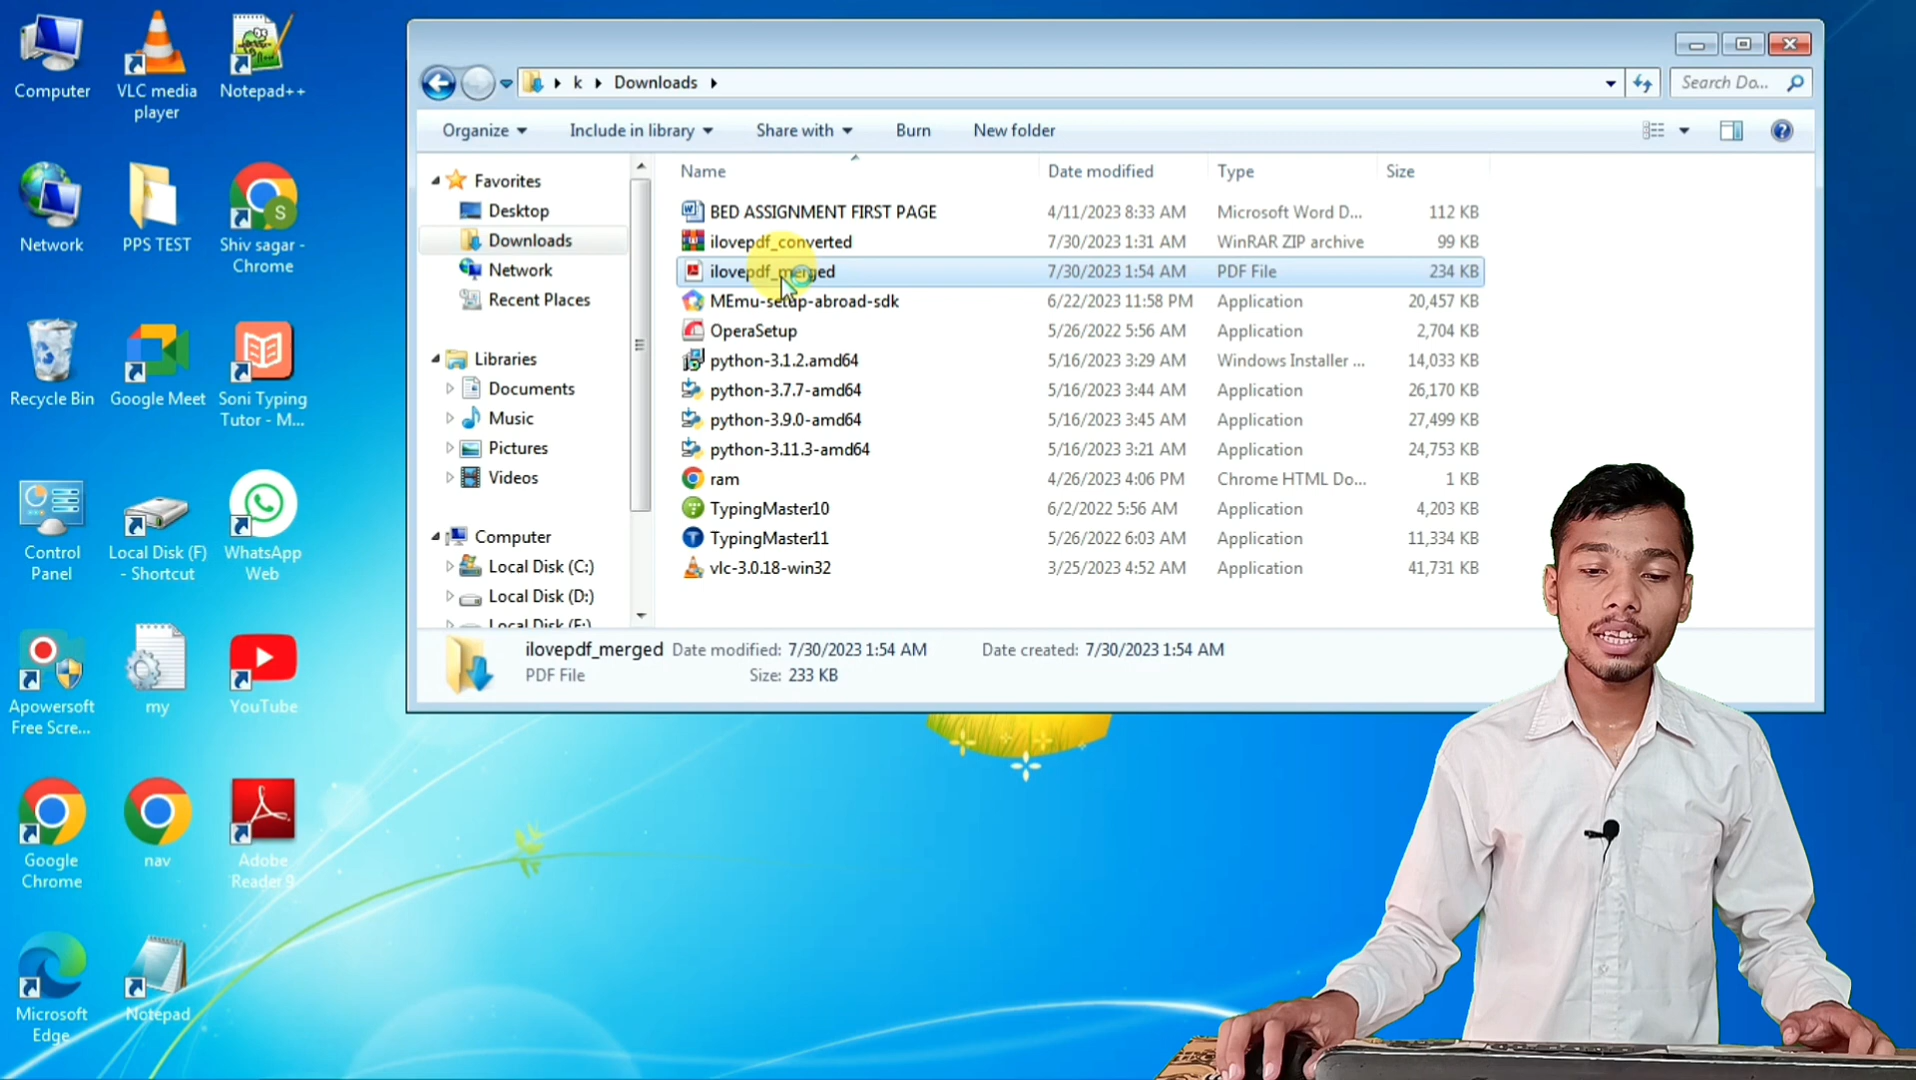 Computer
VLC media
player
Notepad++
Network
PPS TEST
Shiv sagar -
Chrome
S
Recycle Bin
Google Meet
Soni Typing
Tutor - M...
Control
Panel
Local Disk (F)
- Shortcut
WhatsApp
Web
Apowersoft
Free Scre...
my
YouTube
Google
Chrome
nav
Adobe
Reader 9
Microsoft
Edge
Notepad
k Downloads
Search Do...
Organize Include in library Share with Burn New folder
Favorites
Desktop
Downloads
Network
Recent Places
Libraries
Documents
Music
Pictures
Videos
Computer
Local Disk (C:)
Local Disk (D:)
Local Disk (E:)
Name Date modified Type Size
BED ASSIGNMENT FIRST PAGE 4/11/2023 8:33 AM Microsoft Word D... 112 KB
ilovepdf_converted 7/30/2023 1:31 AM WinRAR ZIP archive 99 KB
ilovepdf_merged 7/30/2023 1:54 AM PDF File 234 KB
MEmu-setup-abroad-sdk 6/22/2023 11:58 PM Application 20,457 KB
OperaSetup 5/26/2022 5:56 AM Application 2,704 KB
python-3.1.2.amd64 5/16/2023 3:29 AM Windows Installer ... 14,033 KB
python-3.7.7-amd64 5/16/2023 3:44 AM Application 26,170 KB
python-3.9.0-amd64 5/16/2023 3:45 AM Application 27,499 KB
python-3.11.3-amd64 5/16/2023 3:21 AM Application 24,753 KB
ram 4/26/2023 4:06 PM Chrome HTML Do... 1 KB
TypingMaster10 6/2/2022 5:56 AM Application 4,203 KB
TypingMaster11 5/26/2022 6:03 AM Application 11,334 KB
vlc-3.0.18-win32 3/25/2023 4:52 AM Application 41,731 KB
ilovepdf_merged Date modified: 7/30/2023 1:54 AM Date created: 7/30/2023 1:54 AM
PDF File Size: 233 KB